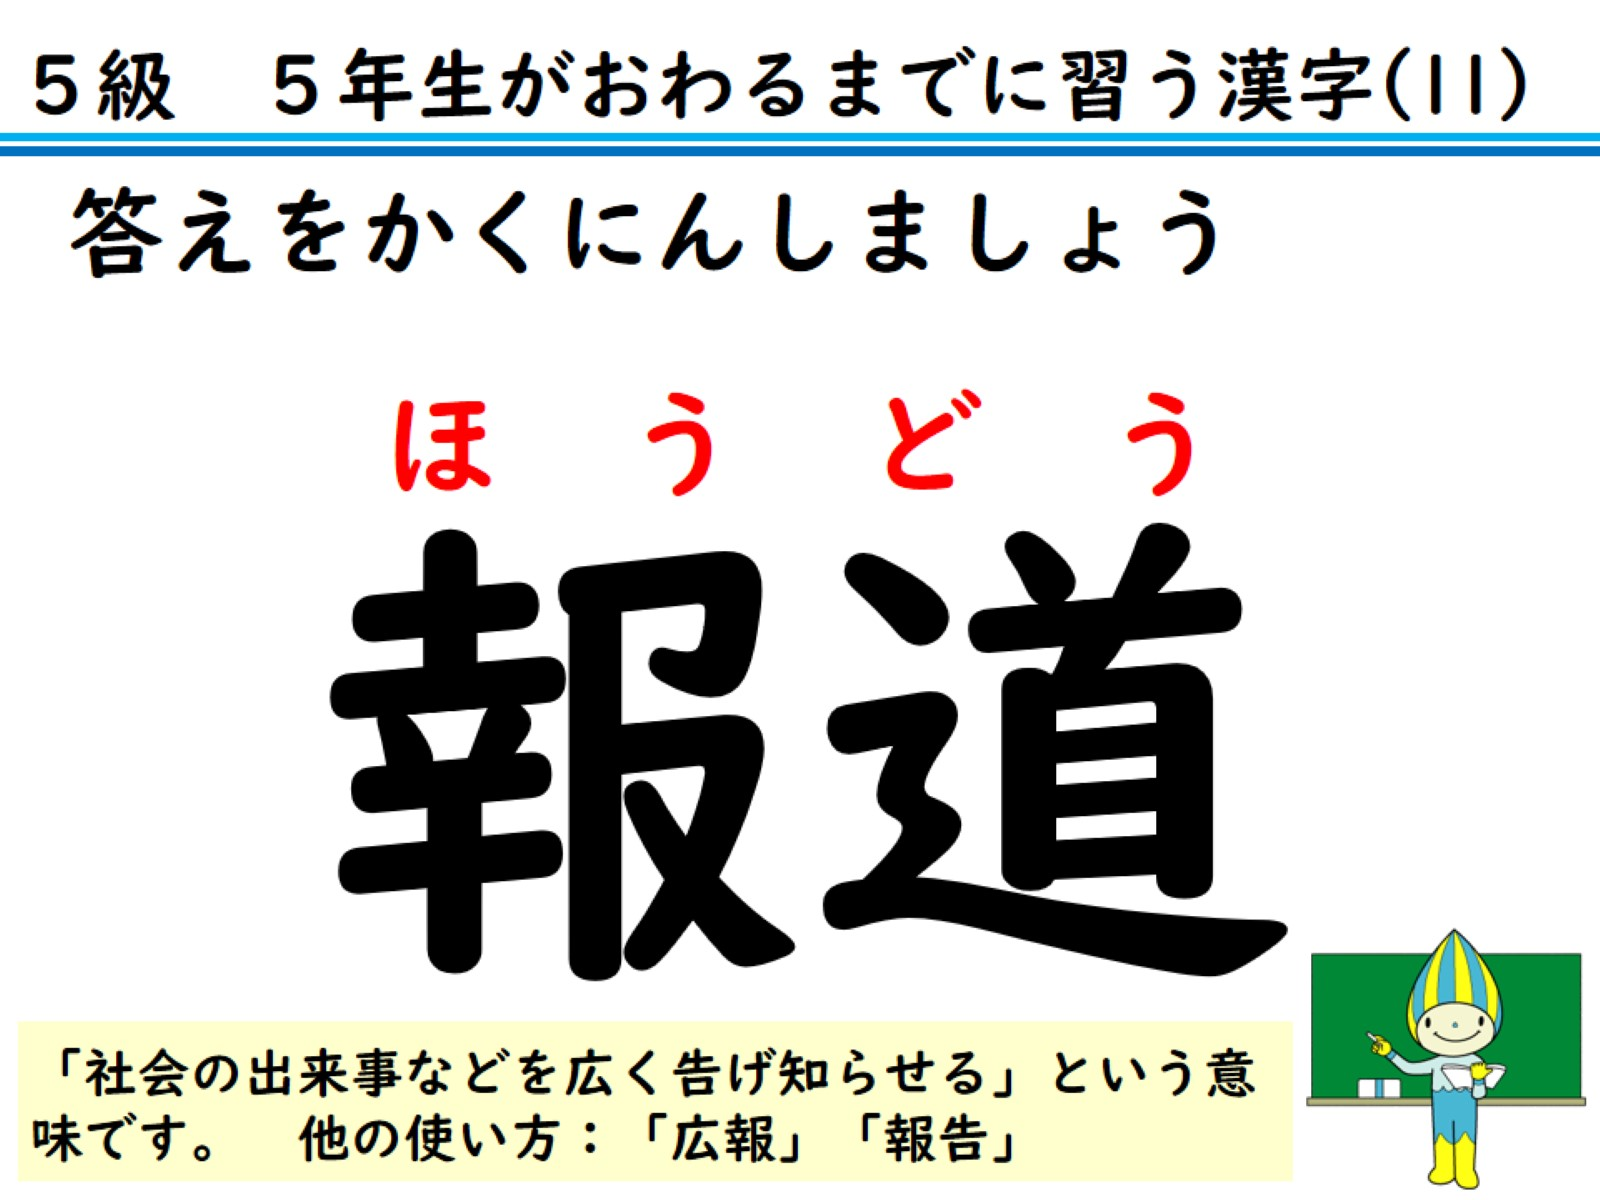 ５級　５年生がおわるまでに習う漢字(11)
答えをかくにんしましょう
ほうどう
報道
「社会の出来事などを広く告げ知らせる」という意
味です。　他の使い方：「広報」「報告」